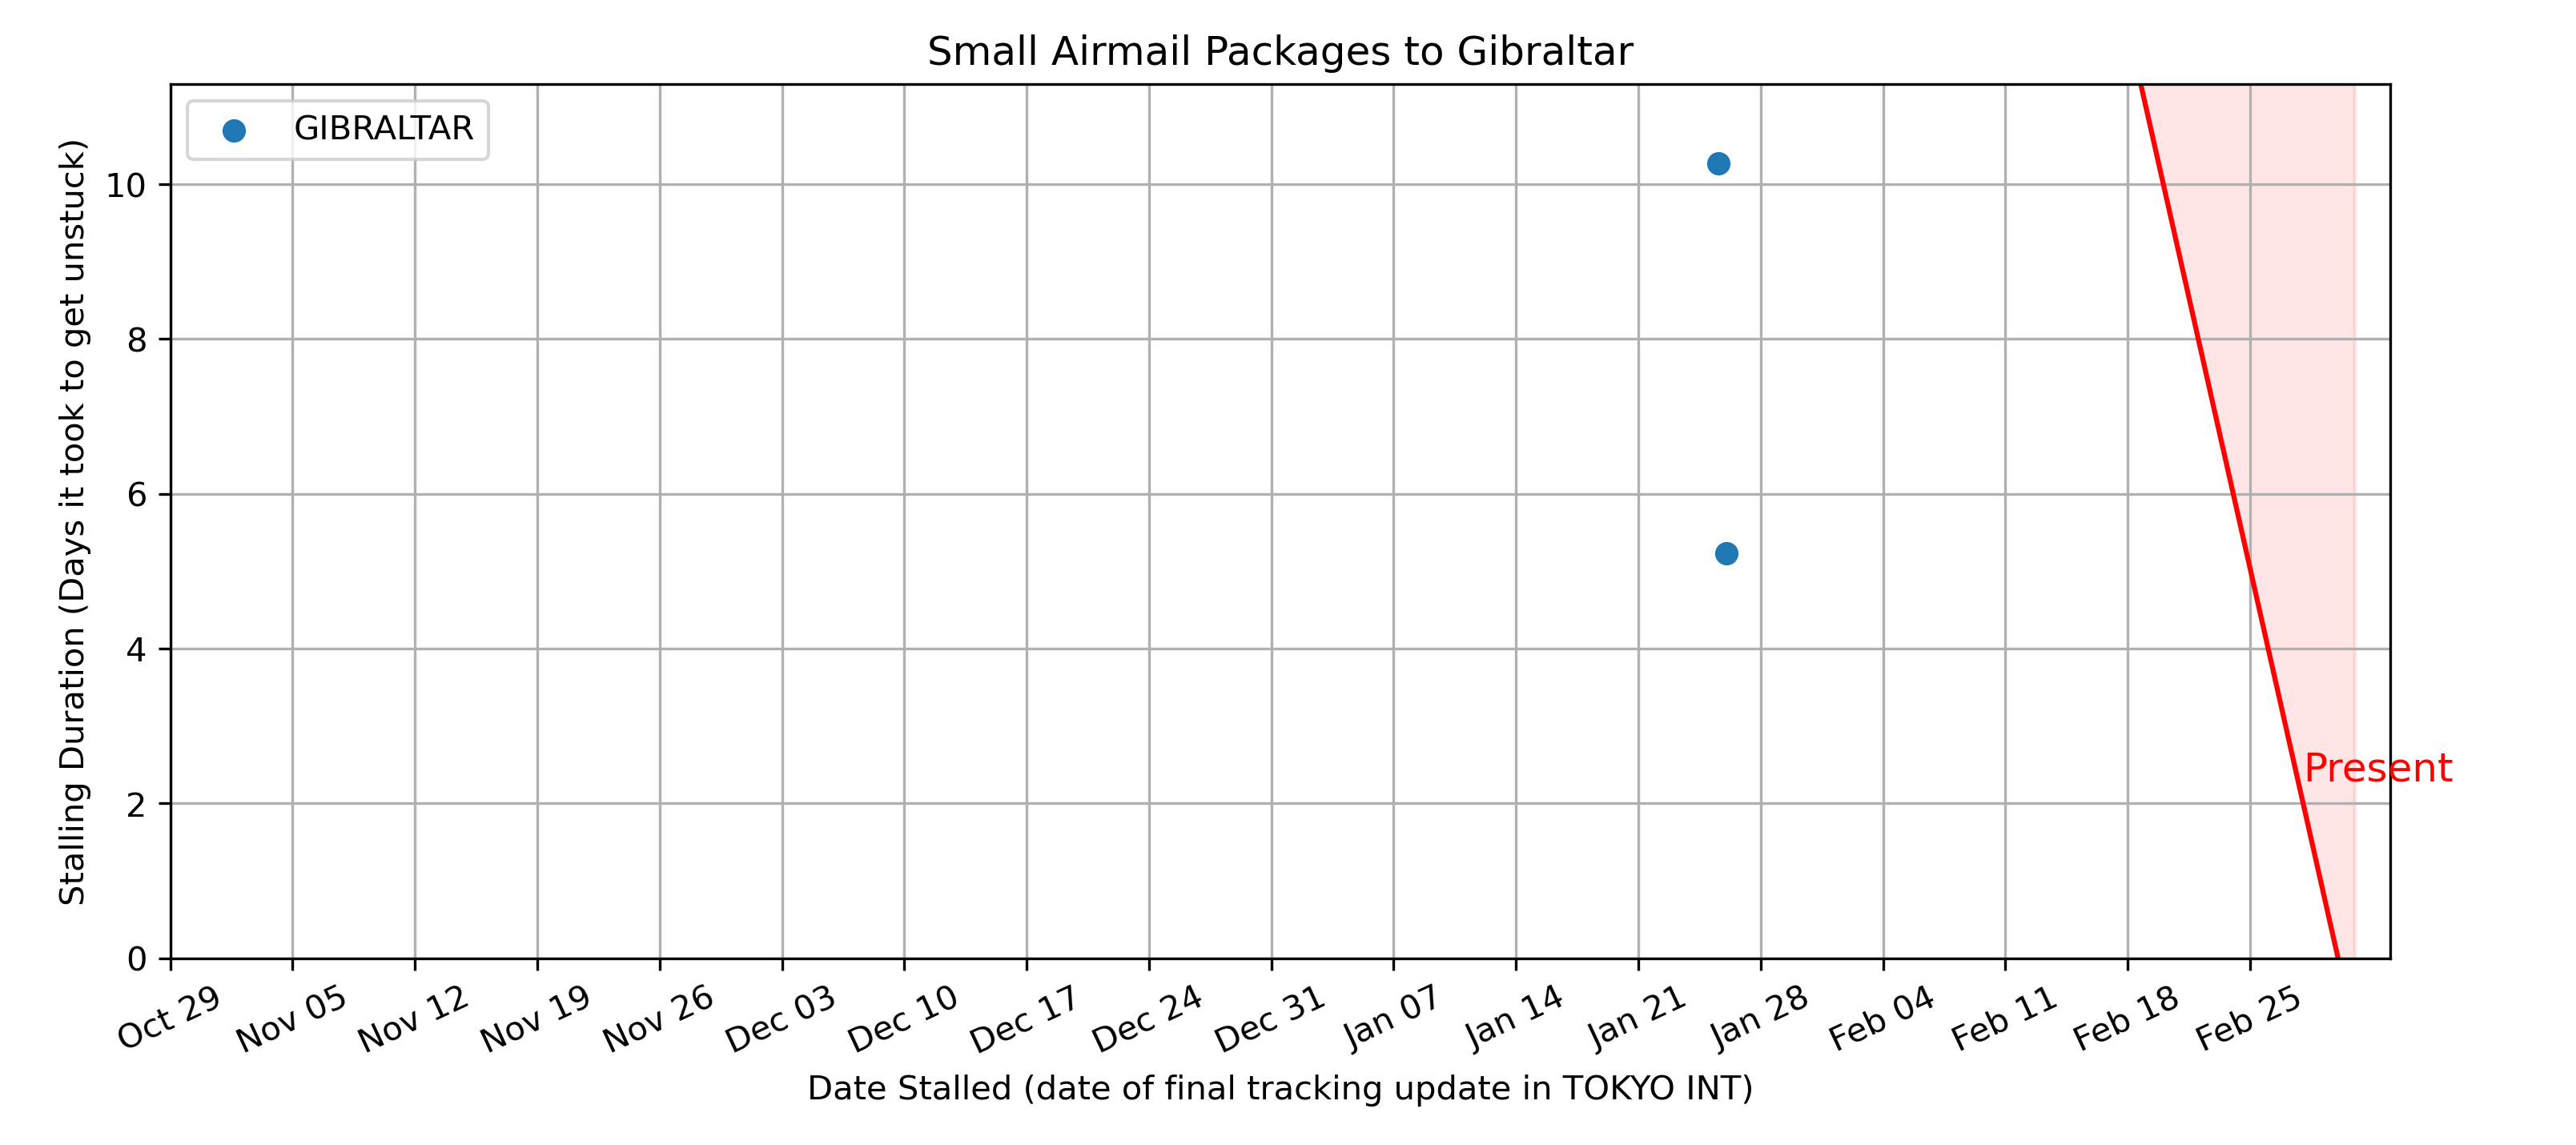 Small Airmail Packages to Gibraltar
GIBRALTAR
Stalling Duration (Days it took to get unstuck)
10
8
6
4
2
0
Present
Oct 29 Nov 05 Nov 12 Nov 19 Nov 26 Dec 03 Dec 10 Dec 17 Dec 24 Dec 31 Jan 07 Jan 14 Jan 21 Jan 28 Feb 04 Feb 11 Feb 18 Feb 25
Date Stalled (date of final tracking update in TOKYO INT)